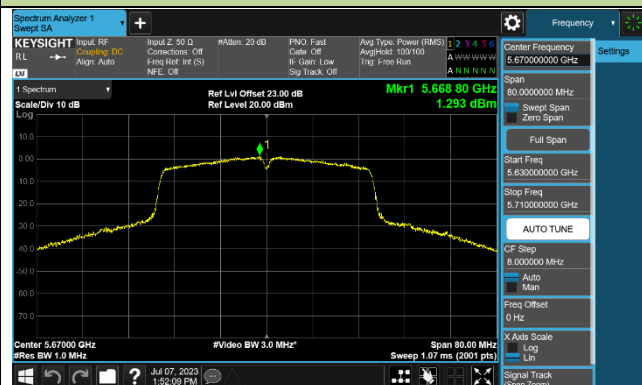 Spectrum Analyzer 1
Swept SA
+
Frequency
KEYSIGHT
RL
Input: RF
Coupling: DC
Align: Auto
Input Z: 50 Ω
Corrections: Off
Freq Ref: Int (S)
NFE: Off
#Atten: 20 dB
PNO: Fast
Gate: Off
IF Gain: Low
Sig Track: Off
Avg Type: Power (RMS)
Avg|Hold: 100/100
Trig: Free Run
1 2 3 4 5 6
A W W W W W
A N N N N N
LXI
1 Spectrum
Scale/Div 10 dB
Log
Ref Lvl Offset 23.00 dB
Ref Level 20.00 dBm
Mkr1 5.668 80 GHz
1.293 dBm
1
10.0
0.00
-10.0
-20.0
-30.0
-40.0
-50.0
-60.0
-70.0
Center 5.67000 GHz
#Res BW 1.0 MHz
#Video BW 3.0 MHz*
Span 80.00 MHz
Sweep 1.07 ms (2001 pts)
Center Frequency
5.670000000 GHz
Settings
Span
80.0000000 MHz
Swept Span
Zero Span
Full Span
Start Freq
5.630000000 GHz
Stop Freq
5.710000000 GHz
AUTO TUNE
CF Step
8.000000 MHz
Auto
Man
Freq Offset
0 Hz
X Axis Scale
Log
Lin
Signal Track
(Span Zoom)
?
Jul 07, 2023
1:52:09 PM